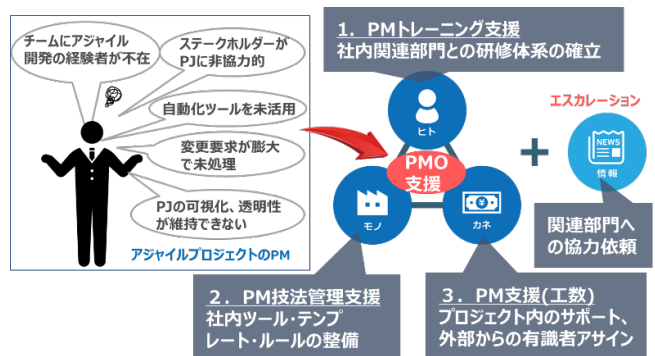 チームにアジャイル
開発の経験者が不在
ステークホルダーが
PJに非協力的
自動化ツールを未活用
変更要求が膨大
で未処理
PJの可視化、透明性
が維持できない
アジャイルプロジェクトのPM
1．PMトレーニング支援
社内関連部門との研修体系の確立
ヒト
PMO
支援
モノ
カネ
+
エスカレーション
NEWS
情報
関連部門へ
の協力依頼
2．PM技法管理支援
社内ツール・テンプ
レート・ルールの整備
3．PM支援(工数)
プロジェクト内のサポート、
外部からの有識者アサイン